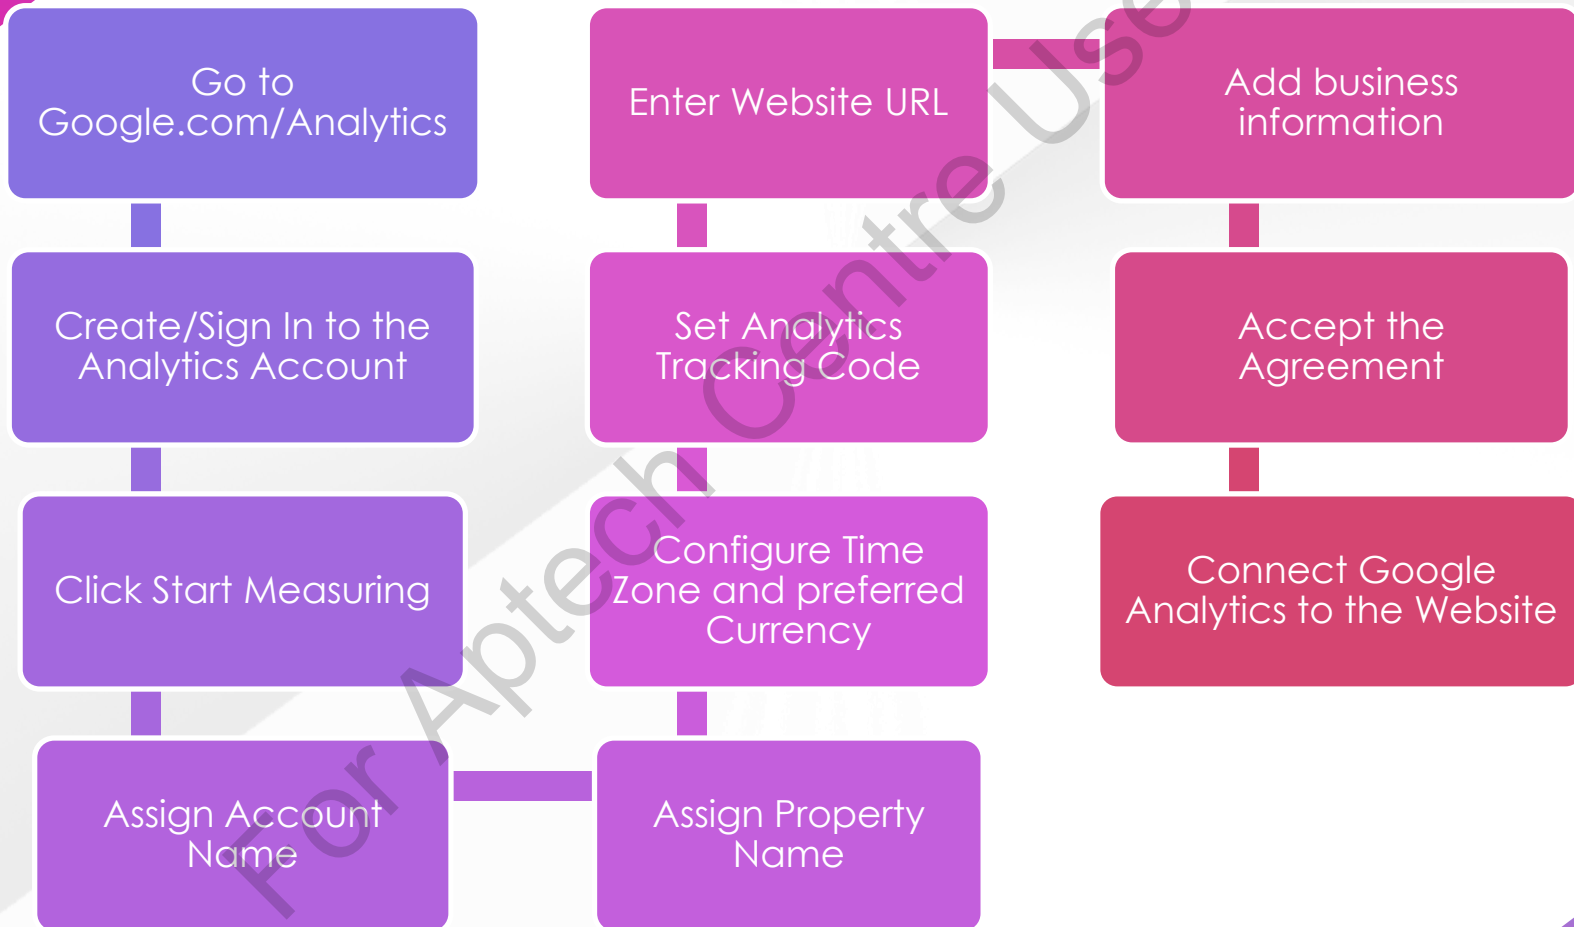 Go to
Google.com/Analytics
Create/Sign In to the
Analytics Account
Click Start Measuring
Assign Account
Name
Assign Property
Name
Configure Time
Zone and preferred
Currency
Set Analytics
Tracking Code
Enter Website URL
Add business
information
Accept the
Agreement
Connect Google
Analytics to the Website
For Aptech Centre Use